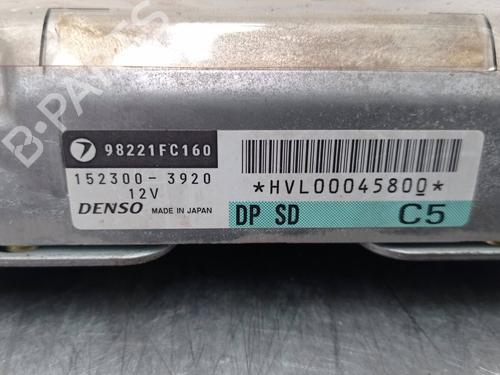 B-PARTS
98221FC160
152300-3920
12V
DENSO MADE IN JAPAN
*HVL00045800*
DP SD
C5